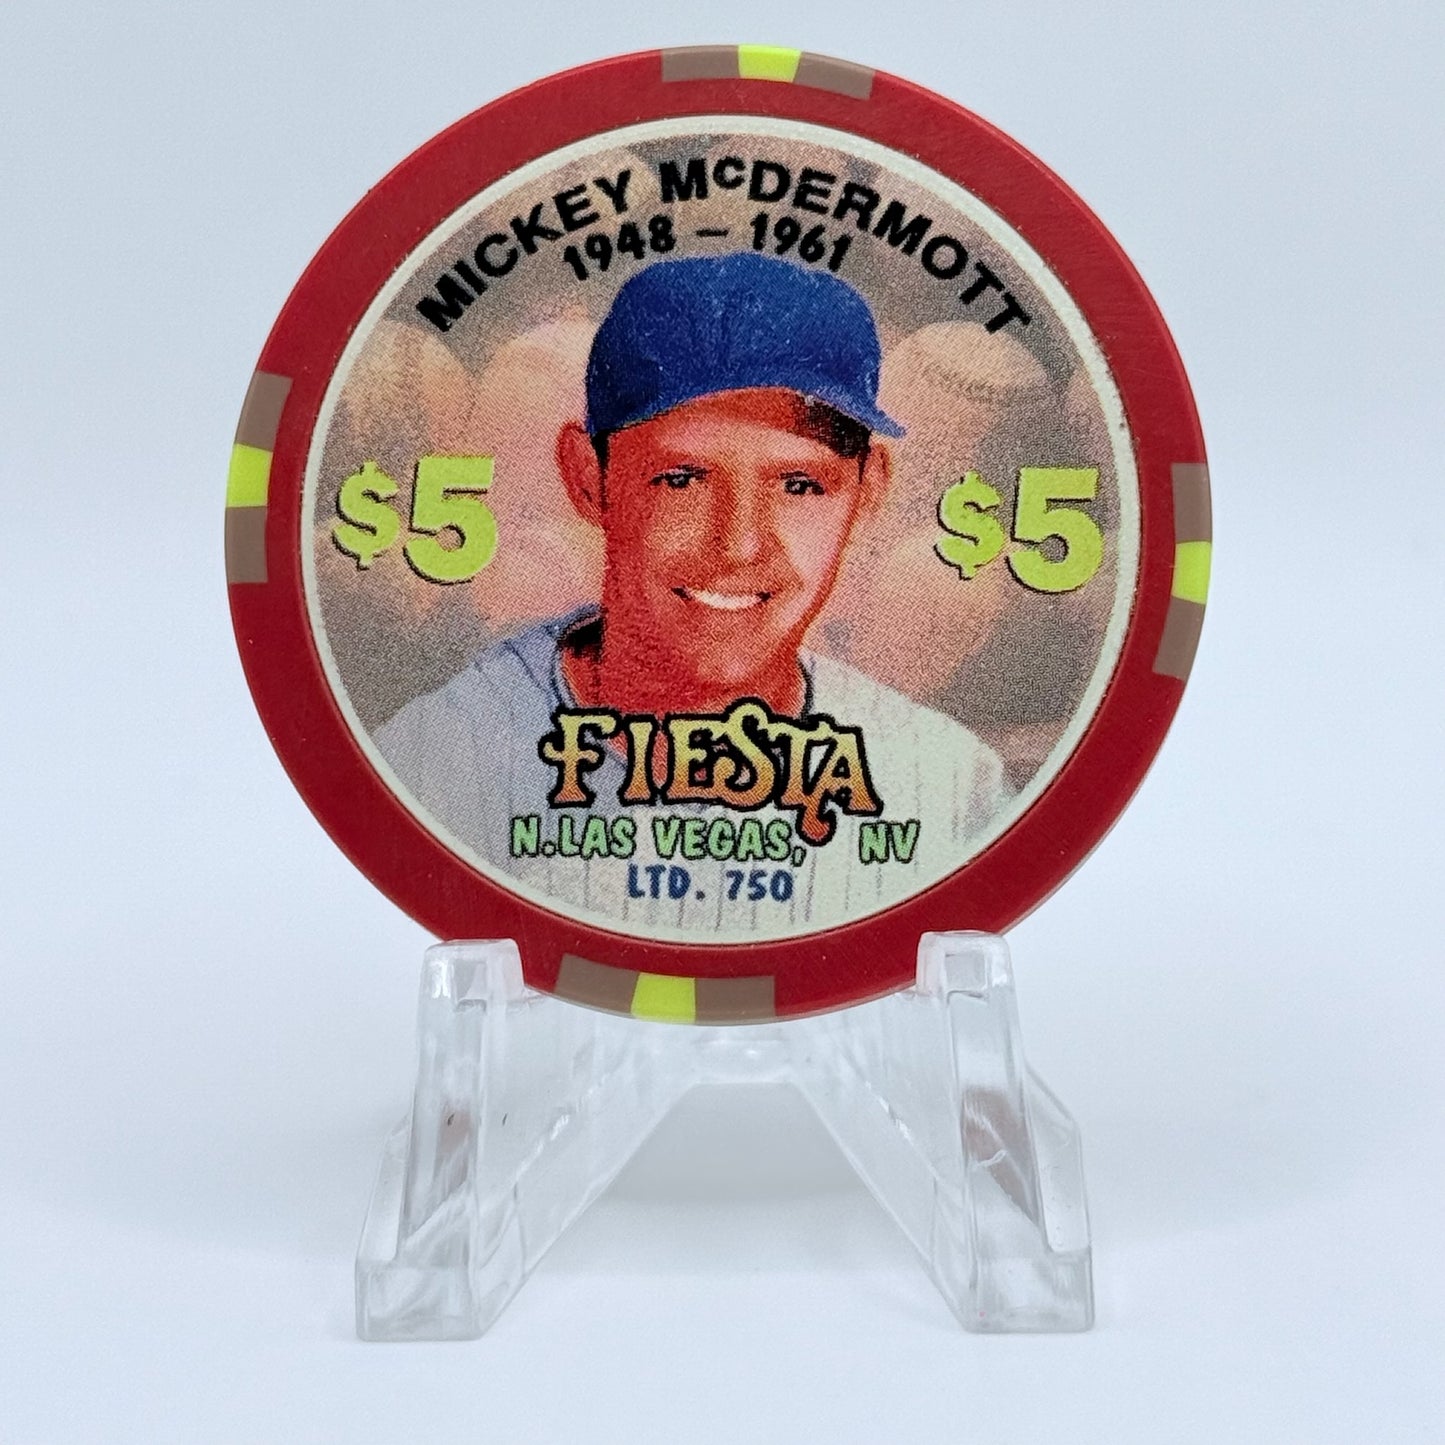 MICKEY McDERMOTT
1948 – 1961
$5 $5
FIESTA
N.LAS VEGAS, NV
LTD. 750